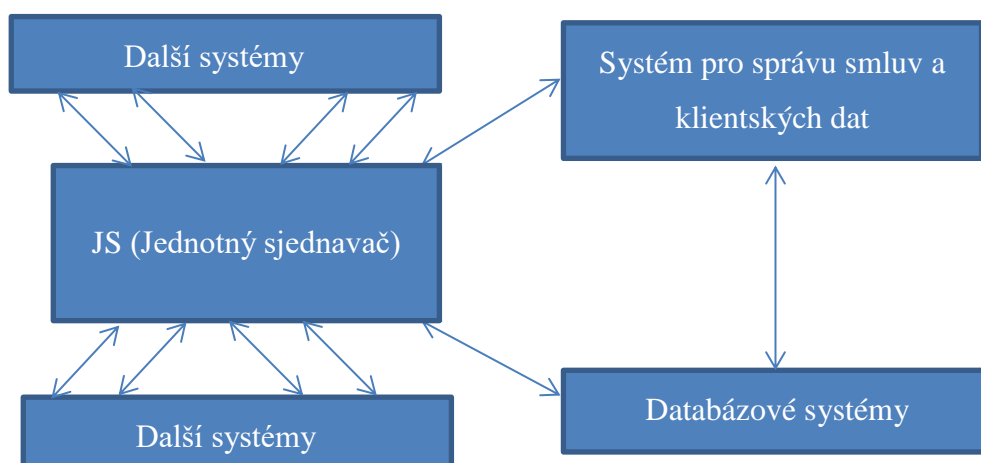 Další systémy
Systém pro správu smluv a
klientských dat
JS (Jednotný sjednavač)
Databázové systémy
Další systémy